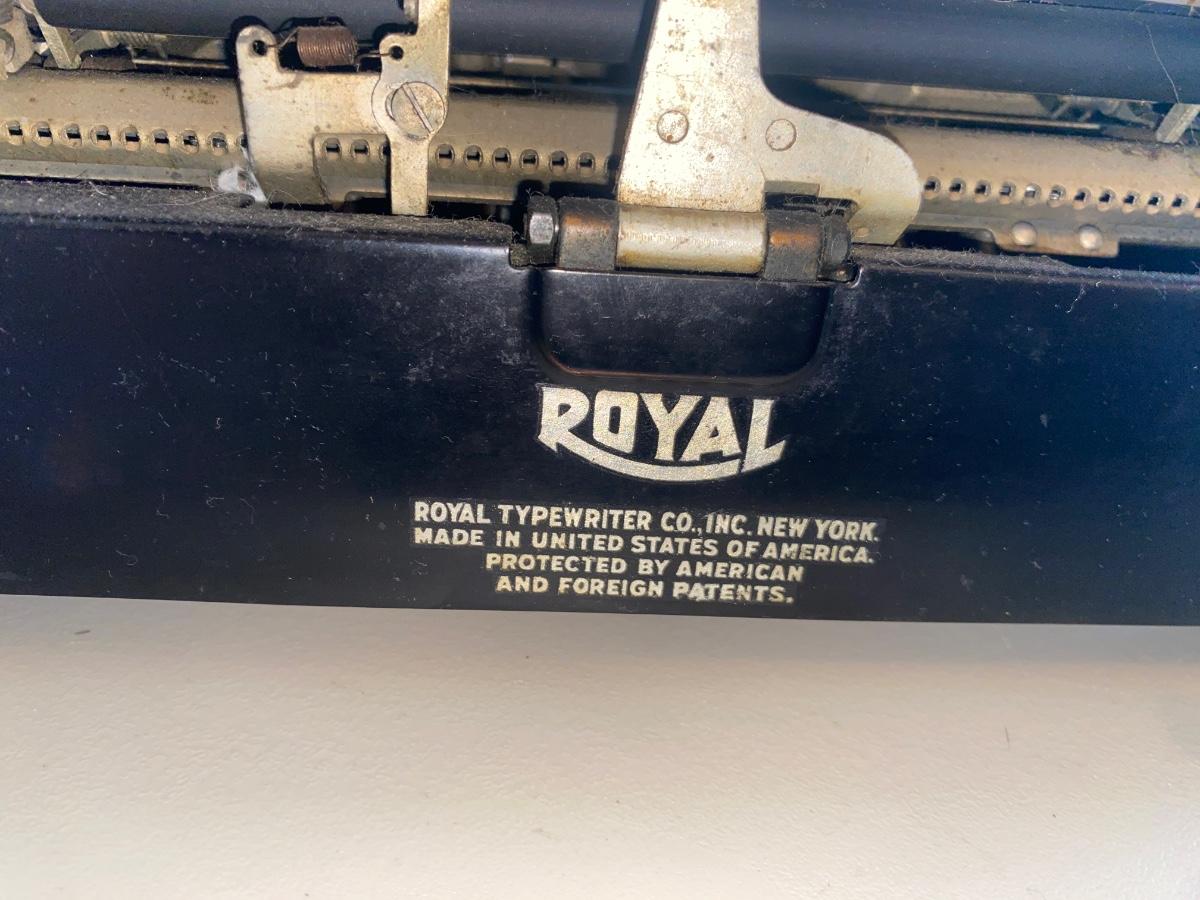 ROYAL
ROYAL TYPEWRITER CO., INC. NEW YORK.
MADE IN UNITED STATES OF AMERICA.
PROTECTED BY AMERICAN
AND FOREIGN PATENTS.